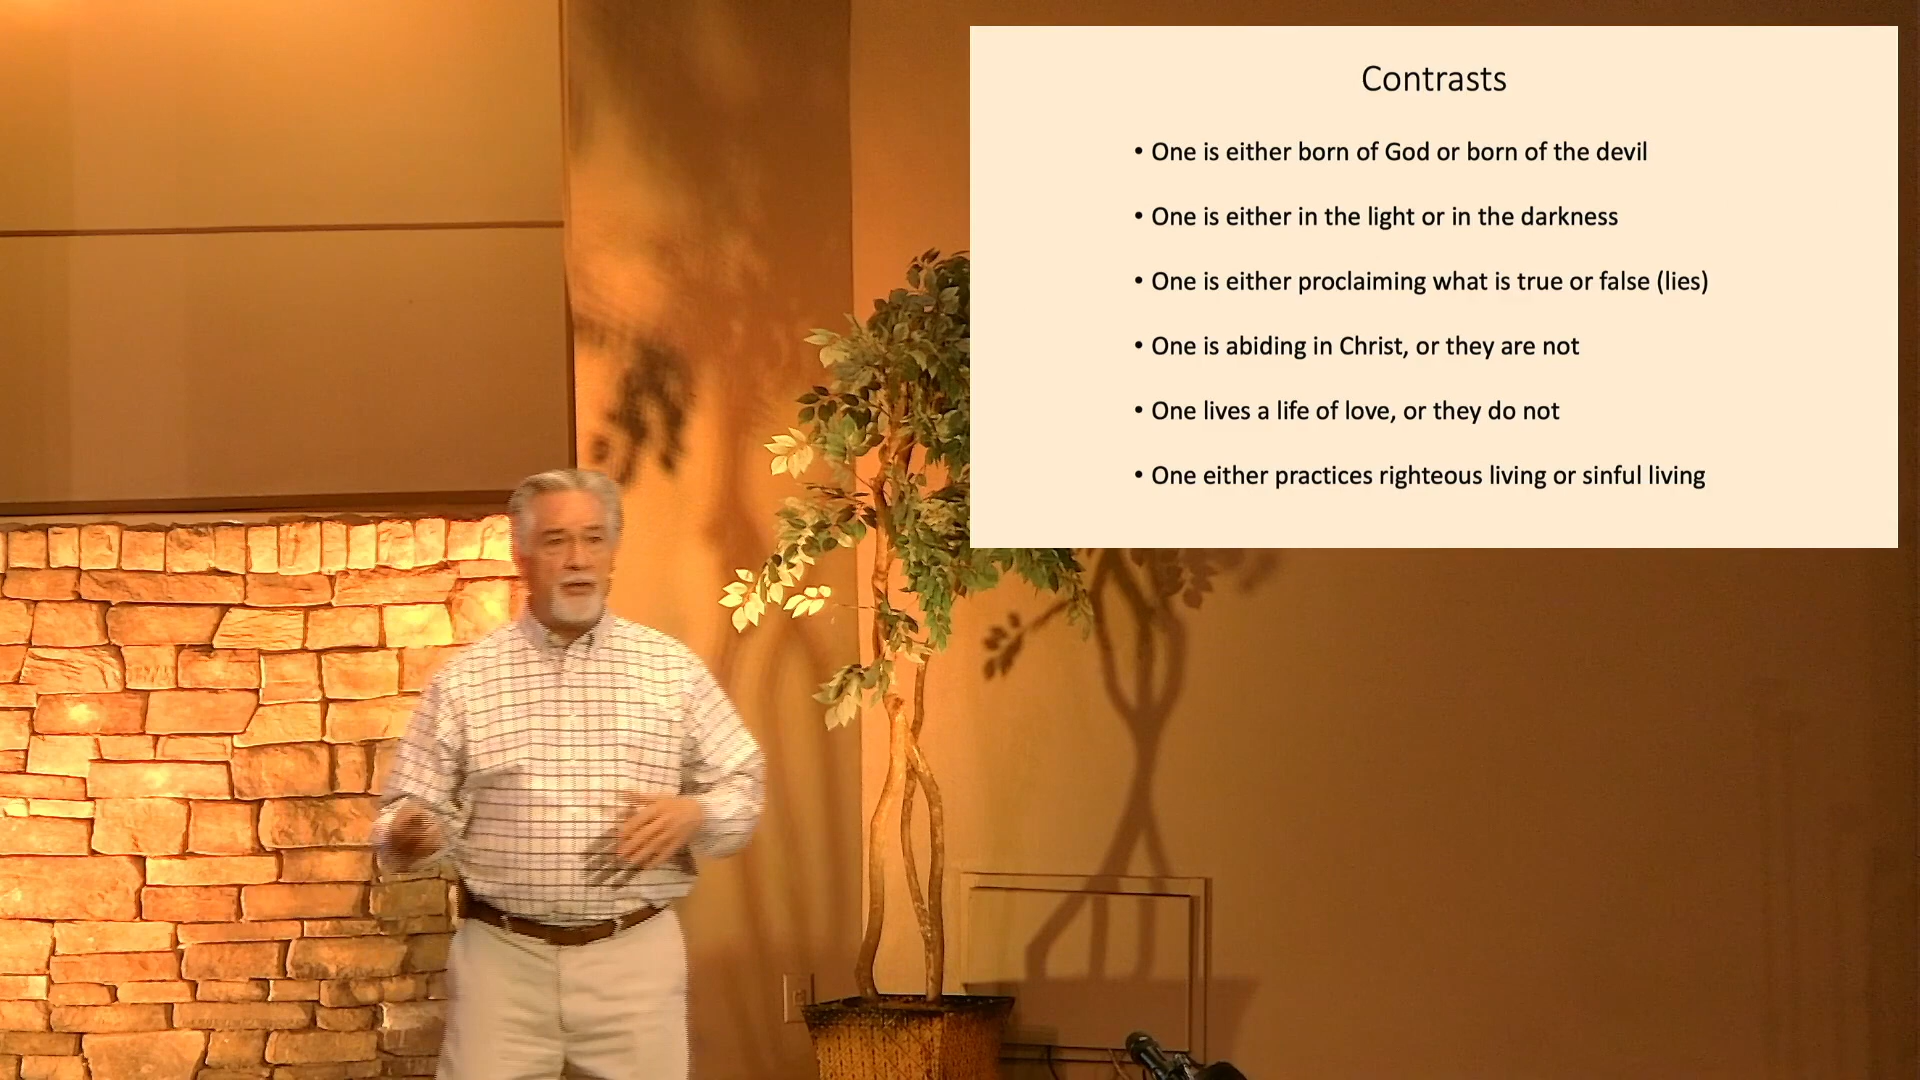 Contrasts
• One is either born of God or born of the devil
• One is either in the light or in the darkness
• One is either proclaiming what is true or false (lies)
• One is abiding in Christ, or they are not
• One lives a life of love, or they do not
• One either practices righteous living or sinful living